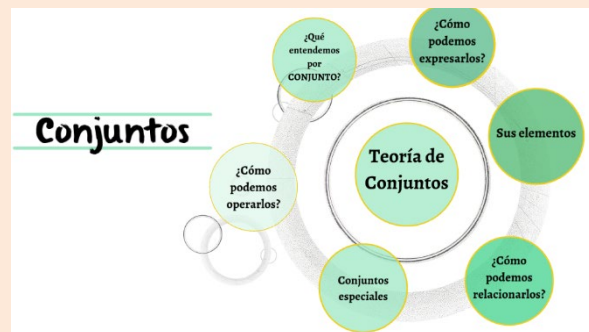 Conjuntos
¿Qué
entendemos
por
CONJUNTO?
¿Cómo
podemos
expresarlos?
Sus elementos
¿Cómo
podemos
relacionarlos?
Conjuntos
especiales
¿Cómo
podemos
operarlos?
Teoría de
Conjuntos